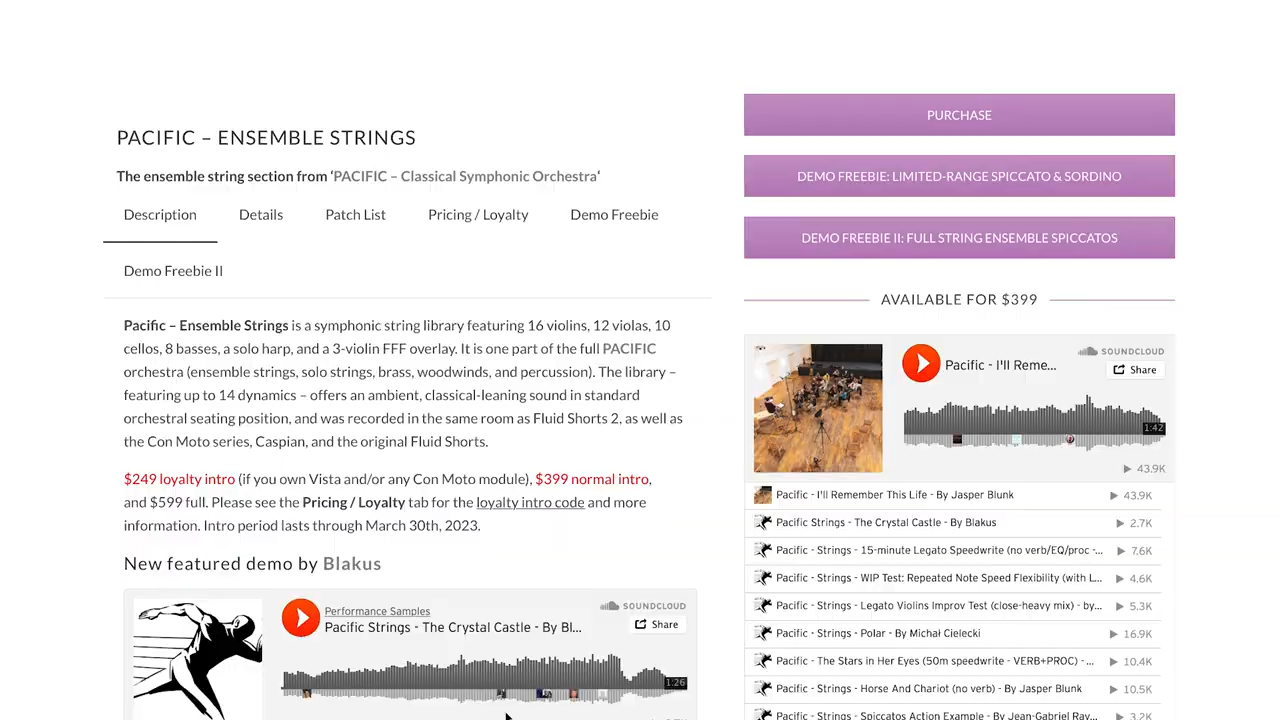 PACIFIC – ENSEMBLE STRINGS
The ensemble string section from ‘PACIFIC – Classical Symphonic Orchestra‘
Description
Details
Patch List
Pricing / Loyalty
Demo Freebie
Demo Freebie II
Pacific – Ensemble Strings is a symphonic string library featuring 16 violins, 12 violas, 10
cellos, 8 basses, a solo harp, and a 3-violin FFF overlay. It is one part of the full PACIFIC
orchestra (ensemble strings, solo strings, brass, woodwinds, and percussion). The library –
featuring up to 14 dynamics – offers an ambient, classical-leaning sound in standard
orchestral seating position, and was recorded in the same room as Fluid Shorts 2, as well as
the Con Moto series, Caspian, and the original Fluid Shorts.
$249 loyalty intro (if you own Vista and/or any Con Moto module), $399 normal intro,
and $599 full. Please see the Pricing / Loyalty tab for the loyalty intro code and more
information. Intro period lasts through March 30th, 2023.
New featured demo by Blakus
Performance Samples
Pacific Strings - The Crystal Castle - By Bl...
SOUNDCLOUD
Share
1:26
PURCHASE
DEMO FREEBIE: LIMITED-RANGE SPICCATO & SORDINO
DEMO FREEBIE II: FULL STRING ENSEMBLE SPICCATOS
AVAILABLE FOR $399
Pacific - I'll Reme...
SOUNDCLOUD
Share
1:42
43.9K
Pacific - I'll Remember This Life - By Jasper Blunk 43.9K
Pacific Strings - The Crystal Castle - By Blakus 2.7K
Pacific - Strings - 15-minute Legato Speedwrite (no verb/EQ/proc -... 7.6K
Pacific - Strings - WIP Test: Repeated Note Speed Flexibility (with L... 4.6K
Pacific - Strings - Legato Violins Improv Test (close-heavy mix) - by... 5.3K
Pacific - Strings - Polar - By Michał Cielecki 16.9K
Pacific - The Stars in Her Eyes (50m speedwrite - VERB+PROC) - ... 10.4K
Pacific - Strings - Horse And Chariot (no verb) - By Jasper Blunk 10.5K
Pacific - Strings - Spiccatos Action Example - By Jean-Gabriel Ray... 3.2K